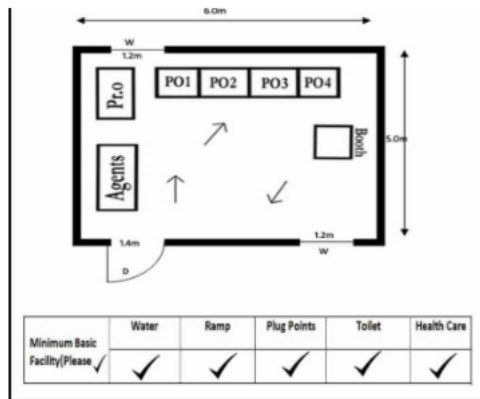 6.0m
W
1.2m
Pr.o
PO1 PO2 PO3 PO4
Agents
Booth
5.0m
1.4m
D
1.2m
W
Water Ramp Plug Points Toilet Health Care
Minimum Basic
Facility(Please ✓ ✓ ✓ ✓ ✓ ✓